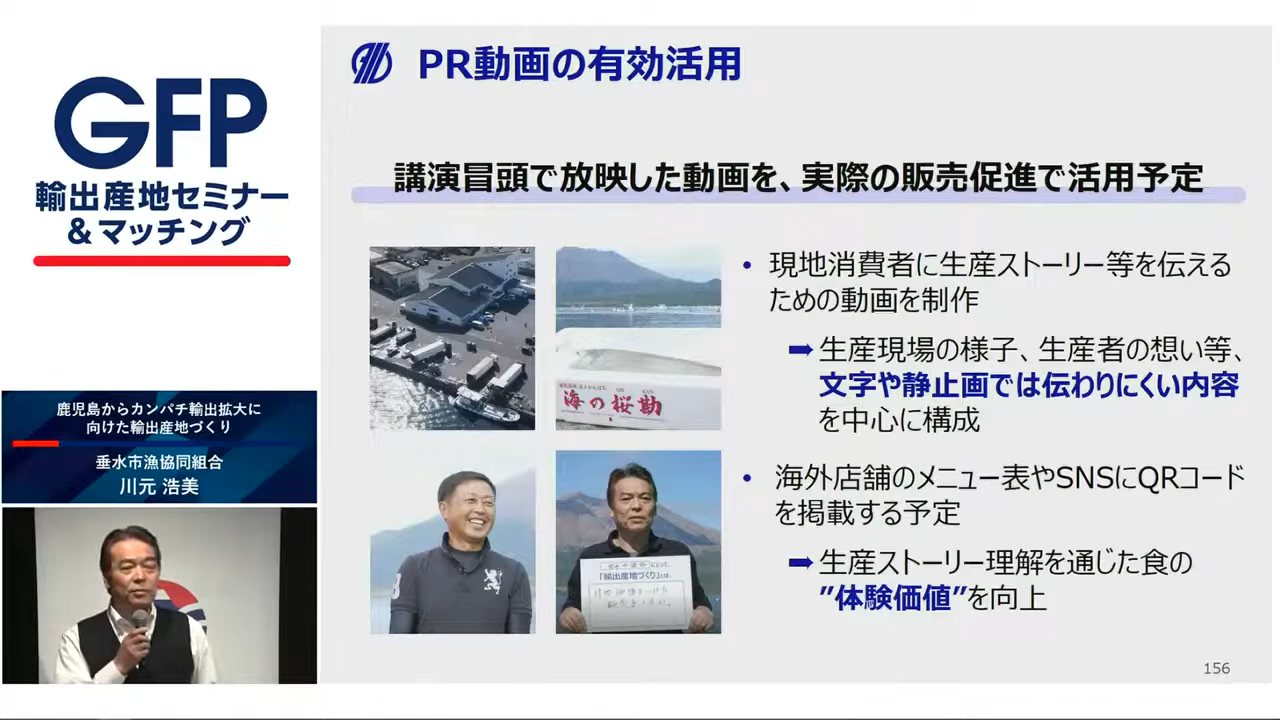 GFP
輸出産地セミナー
&マッチング
鹿児島からカンパチ輸出拡大に
向けた輸出産地づくり
垂水市漁協同組合
川元 浩美
PR動画の有効活用
講演冒頭で放映した動画を、実際の販売促進で活用予定
海の桜勘
「輸出産地づくり」とは、
• 現地消費者に生産ストーリー等を伝える
ための動画を制作
➡生産現場の様子、生産者の想い等、
文字や静止画では伝わりにくい内容
を中心に構成
• 海外店舗のメニュー表やSNSにQRコード
を掲載する予定
➡生産ストーリー理解を通じた食の
”体験価値”を向上
156